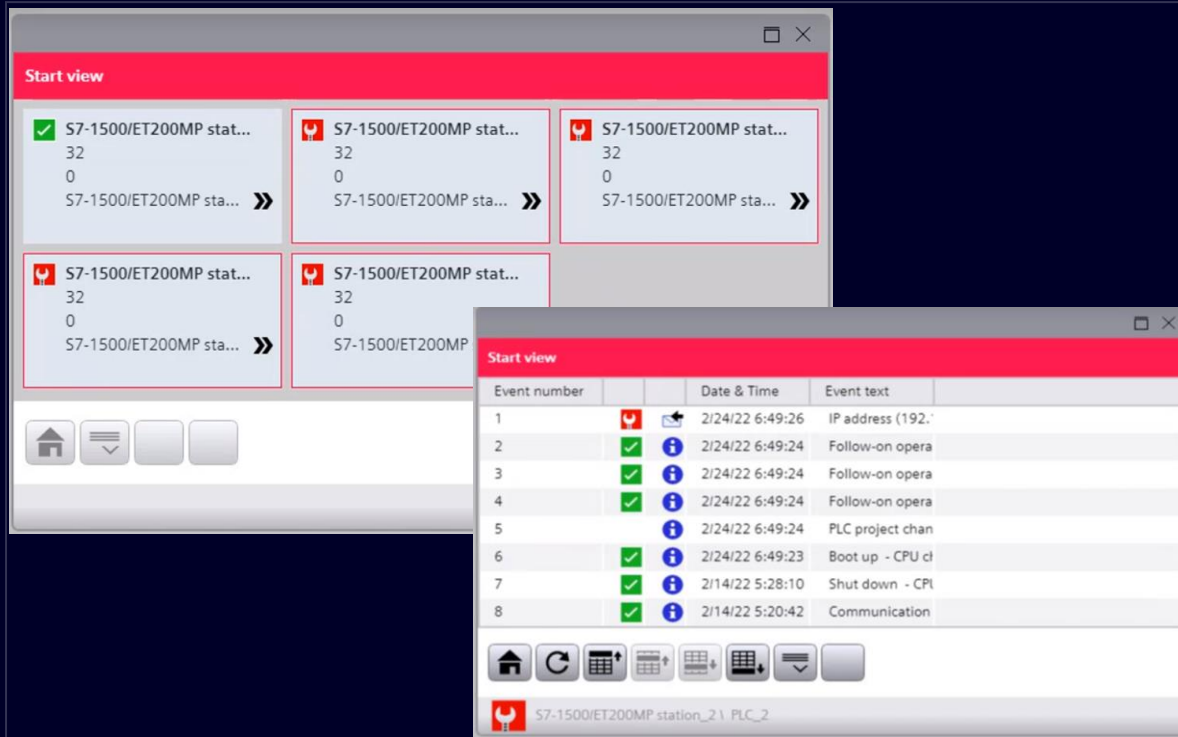 Start view
S7-1500/ET200MP stat...
32
0
S7-1500/ET200MP sta...
S7-1500/ET200MP stat...
32
0
S7-1500/ET200MP sta...
S7-1500/ET200MP stat...
32
0
S7-1500/ET200MP sta...
S7-1500/ET200MP stat...
32
0
S7-1500/ET200MP sta...
S7-1500/ET200MP stat...
32
0
S7-1500/ET200MP
Start view
Event number Date & Time Event text
1 2/24/22 6:49:26 IP address (192.
2 2/24/22 6:49:24 Follow-on opera
3 2/24/22 6:49:24 Follow-on opera
4 2/24/22 6:49:24 Follow-on opera
5 2/24/22 6:49:24 PLC project chan
6 2/24/22 6:49:23 Boot up - CPU
7 2/14/22 5:28:10 Shut down - CPU
8 2/14/22 5:20:42 Communication
S7-1500/ET200MP station_2\ PLC_2